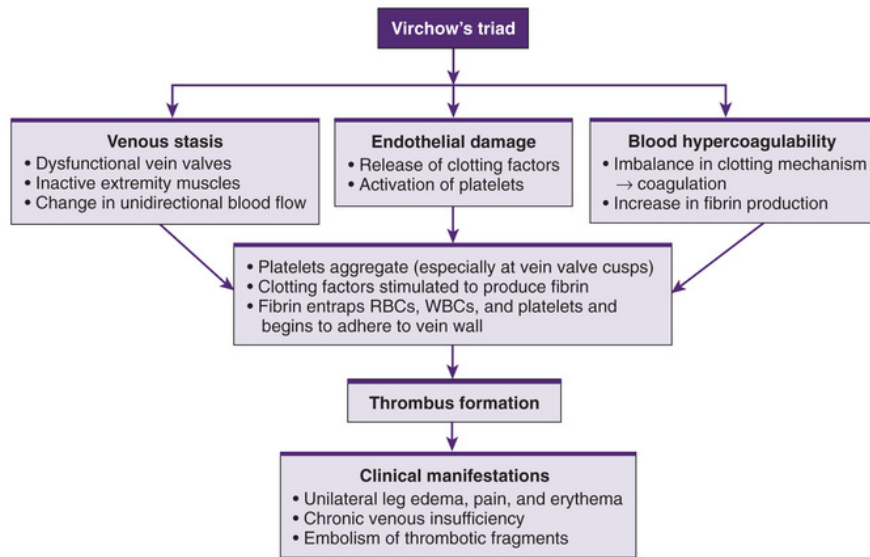 Virchow's triad
Venous stasis
• Dysfunctional vein valves
• Inactive extremity muscles
• Change in unidirectional blood flow
Endothelial damage
• Release of clotting factors
• Activation of platelets
Blood hypercoagulability
• Imbalance in clotting mechanism
→ coagulation
• Increase in fibrin production
• Platelets aggregate (especially at vein valve cusps)
• Clotting factors stimulated to produce fibrin
• Fibrin entraps RBCs, WBCs, and platelets and
begins to adhere to vein wall
Thrombus formation
Clinical manifestations
• Unilateral leg edema, pain, and erythema
• Chronic venous insufficiency
• Embolism of thrombotic fragments